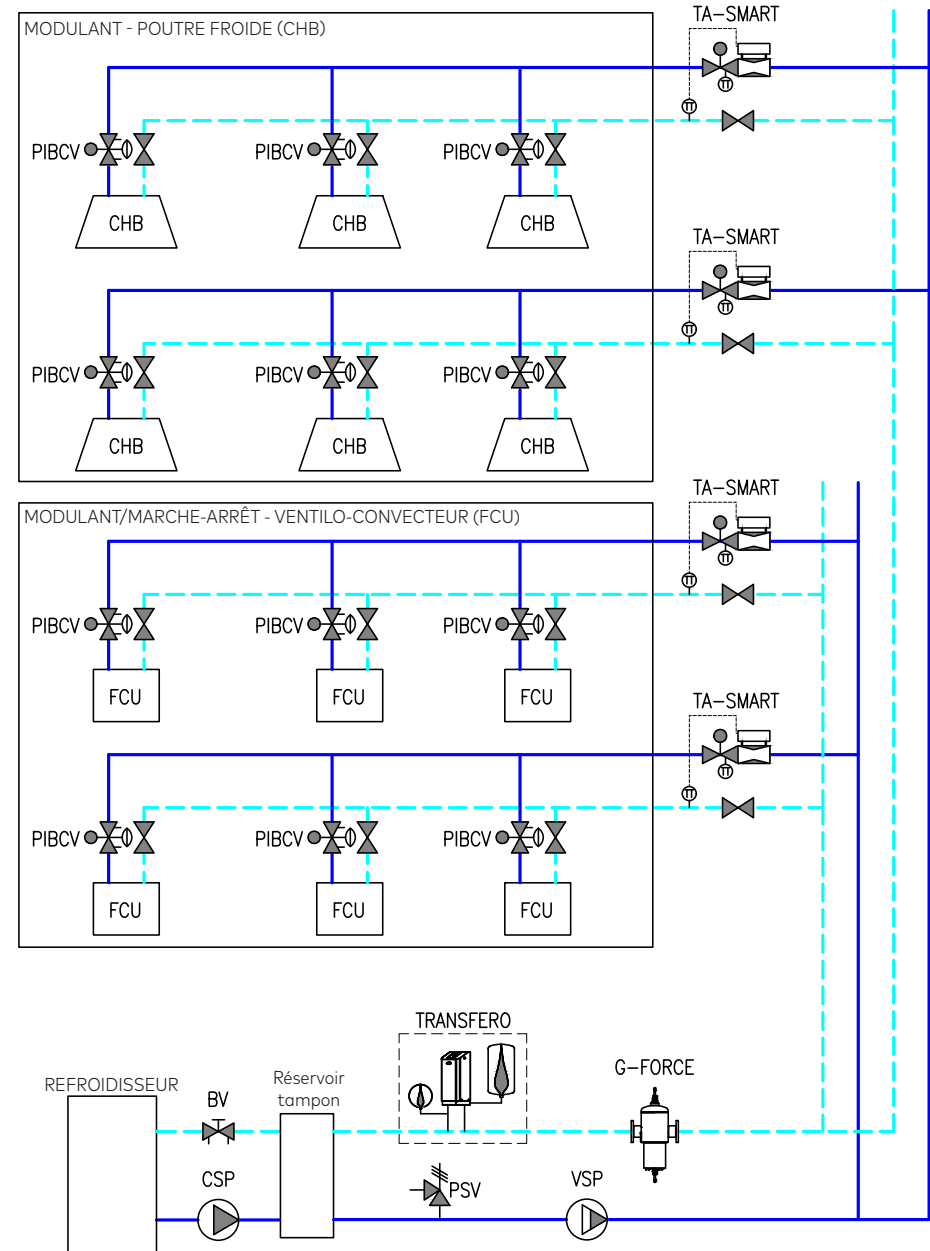 MODULANT - POUTRE FROIDE (CHB)
TA-SMART
PIBCV
PIBCV
PIBCV
CHB
CHB
CHB
TA-SMART
PIBCV
PIBCV
PIBCV
CHB
CHB
CHB
MODULANT/MARCHE-ARRÊT - VENTILO-CONVECTEUR (FCU)
TA-SMART
PIBCV
PIBCV
PIBCV
FCU
FCU
FCU
TA-SMART
PIBCV
PIBCV
PIBCV
FCU
FCU
FCU
TRANSFERO
G-FORCE
REFROIDISSEUR
BV
Réservoir
tampon
CSP
PSV
VSP